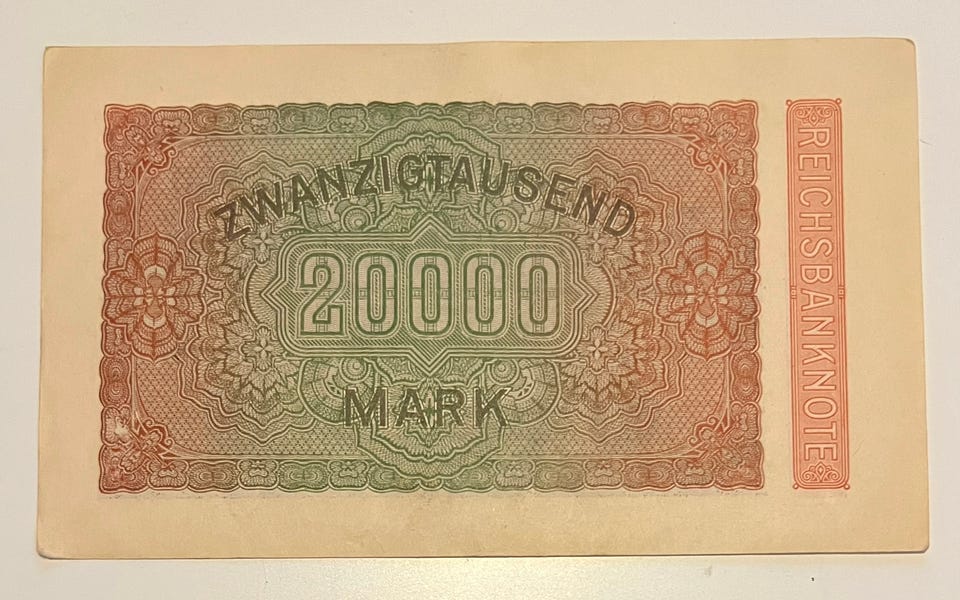 ZWANZIGTAUSEND
20000
MARK
REICHSBANKNOTE